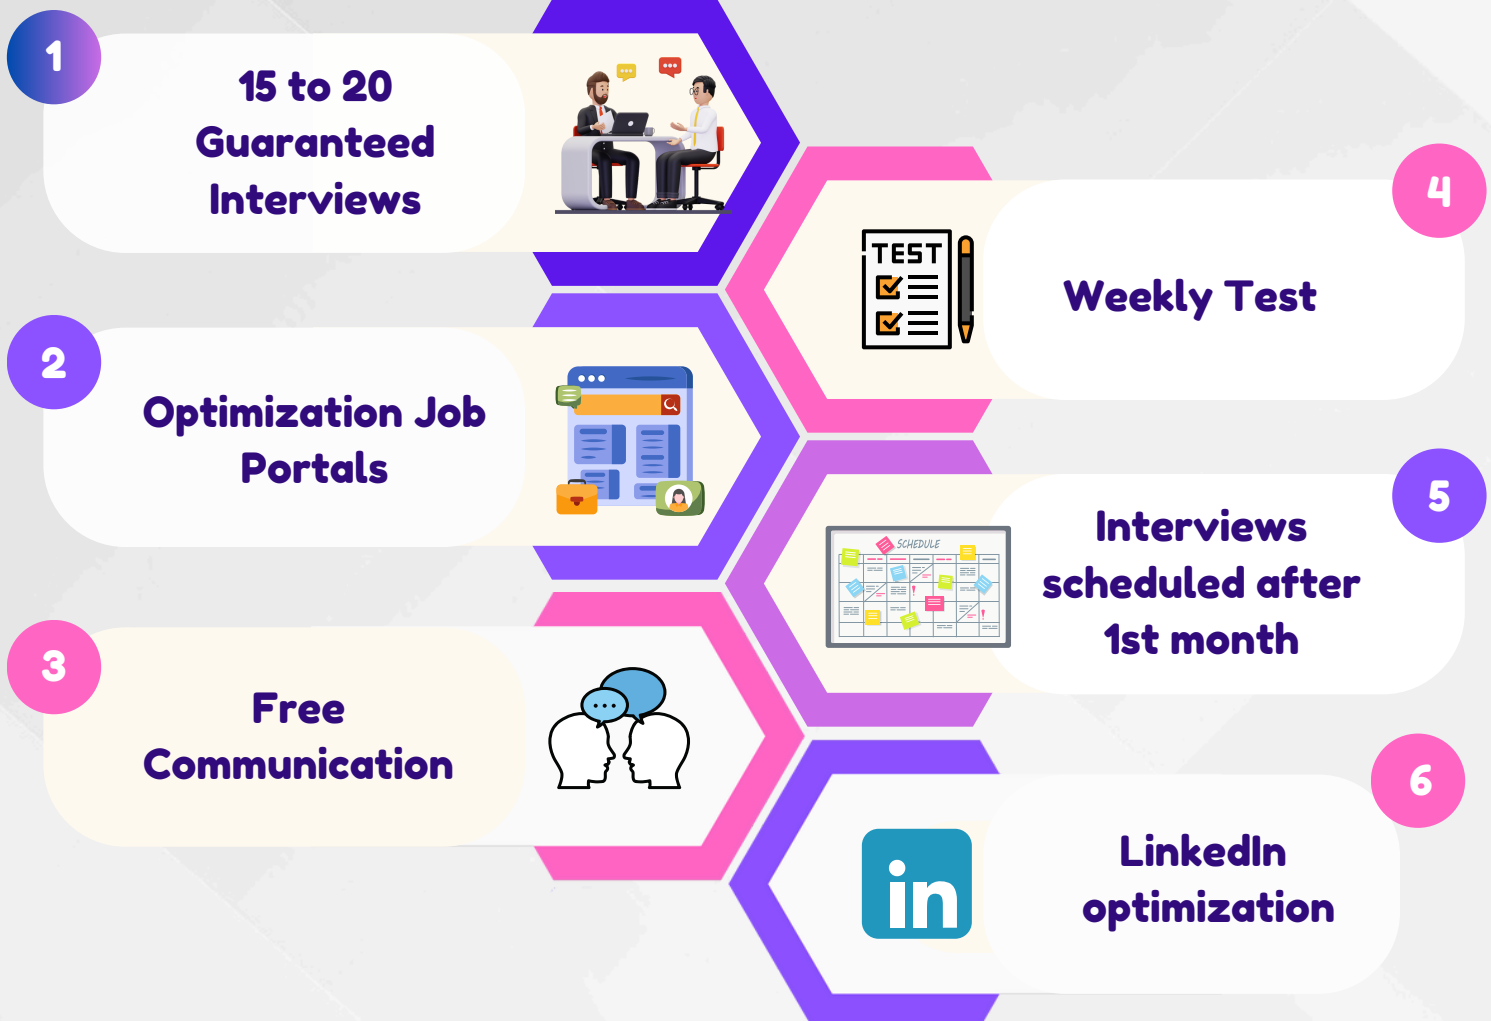 1
15 to 20
Guaranteed
Interviews
2
Optimization Job
Portals
3
Free
Communication
4
TEST
Weekly Test
5
SCHEDULE
Interviews
scheduled after
1st month
6
in
LinkedIn
optimization